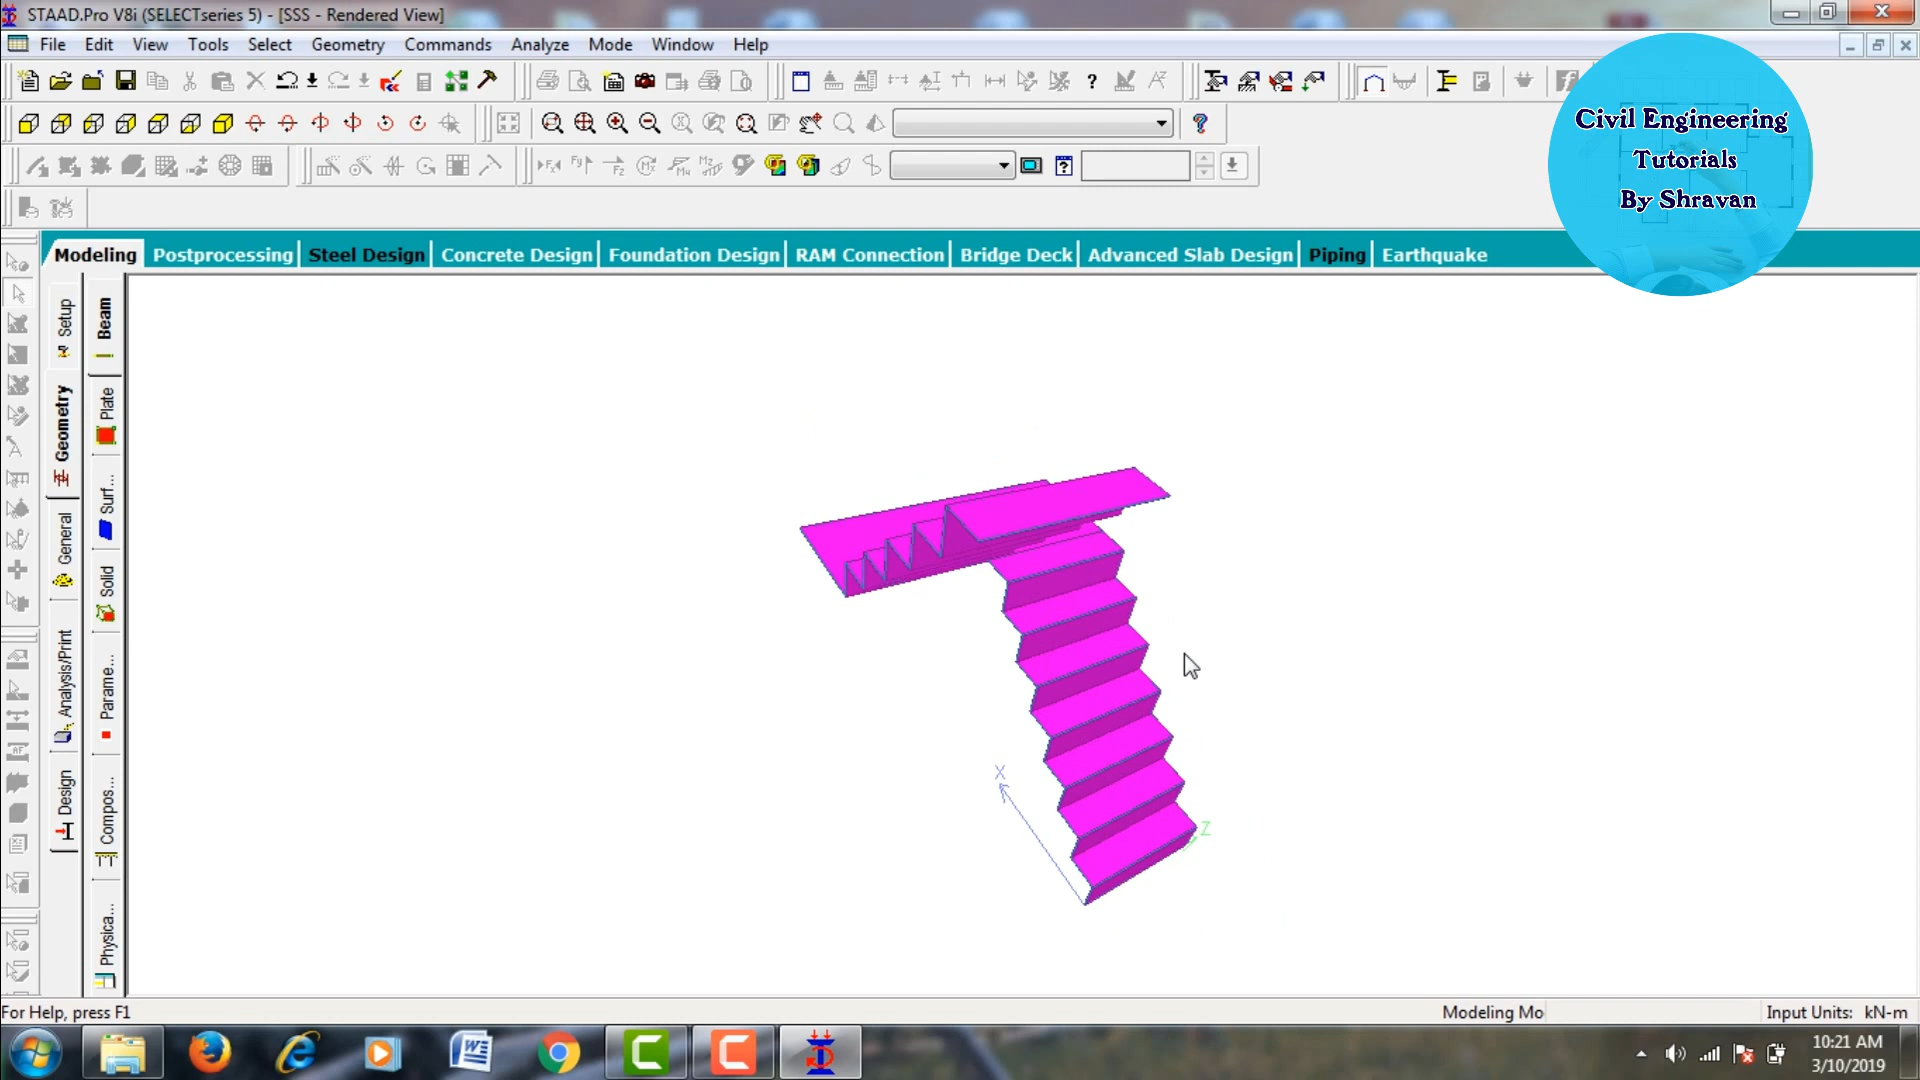 STAAD.Pro V8i (SELECTseries 5) - [SSS - Rendered View]
File Edit View Tools Select Geometry Commands Analyze Mode Window Help
Civil Engineering
Tutorials
By Shravan
Modeling Postprocessing Steel Design Concrete Design Foundation Design RAM Connection Bridge Deck Advanced Slab Design Piping Earthquake
Setup
Geometry
General
Analysis/Print
Design
Beam
Plate
Surf...
Solid
Parame...
Compos...
Physica...
X
Z
For Help, press F1
Modeling Mo
Input Units: kN-m
10:21 AM
3/10/2019